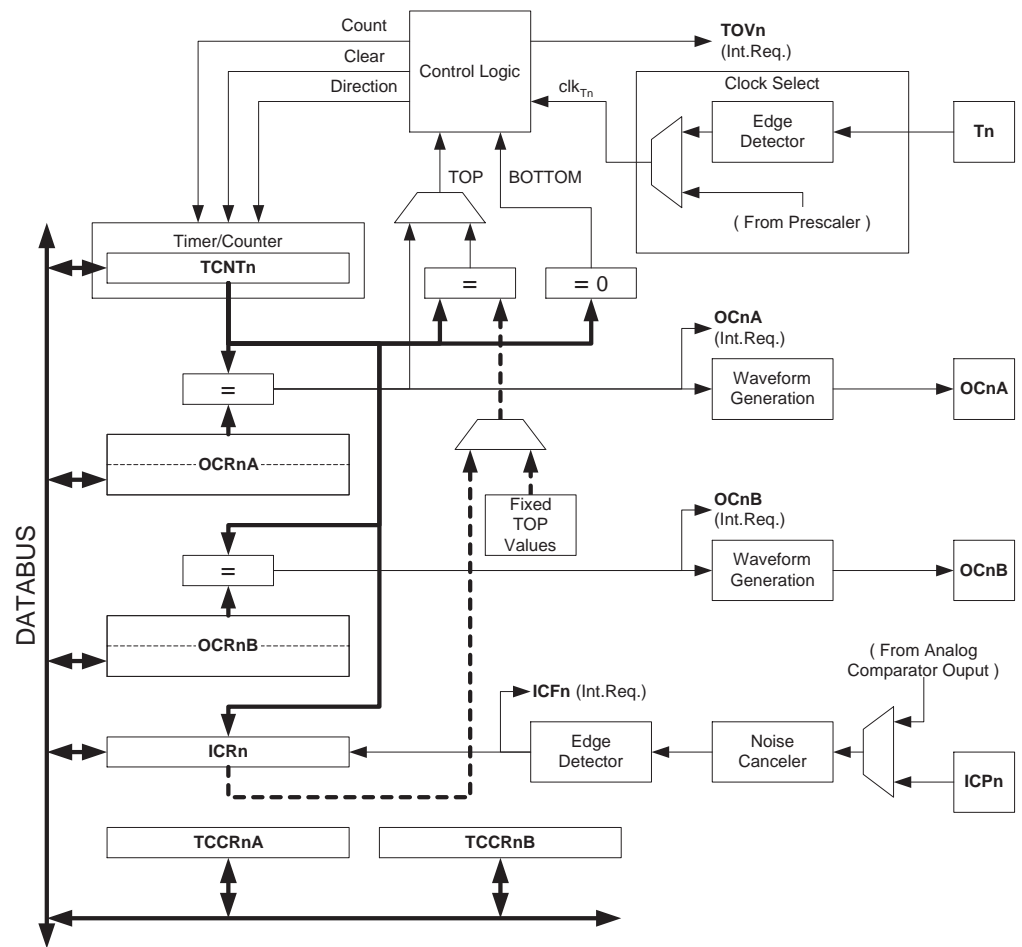 Count
Clear
Direction
Control Logic
TOVn
(Int.Req.)
clkTn
Clock Select
Edge
Detector
Tn
( From Prescaler )
TOP
BOTTOM
Timer/Counter
TCNTn
=
= 0
OCnA
(Int.Req.)
=
Waveform
Generation
OCnA
OCRnA
Fixed
TOP
Values
OCnB
(Int.Req.)
=
Waveform
Generation
OCnB
OCRnB
DATABUS
( From Analog
Comparator Ouput )
ICFn (Int.Req.)
ICRn
Edge
Detector
Noise
Canceler
ICPn
TCCRnA
TCCRnB